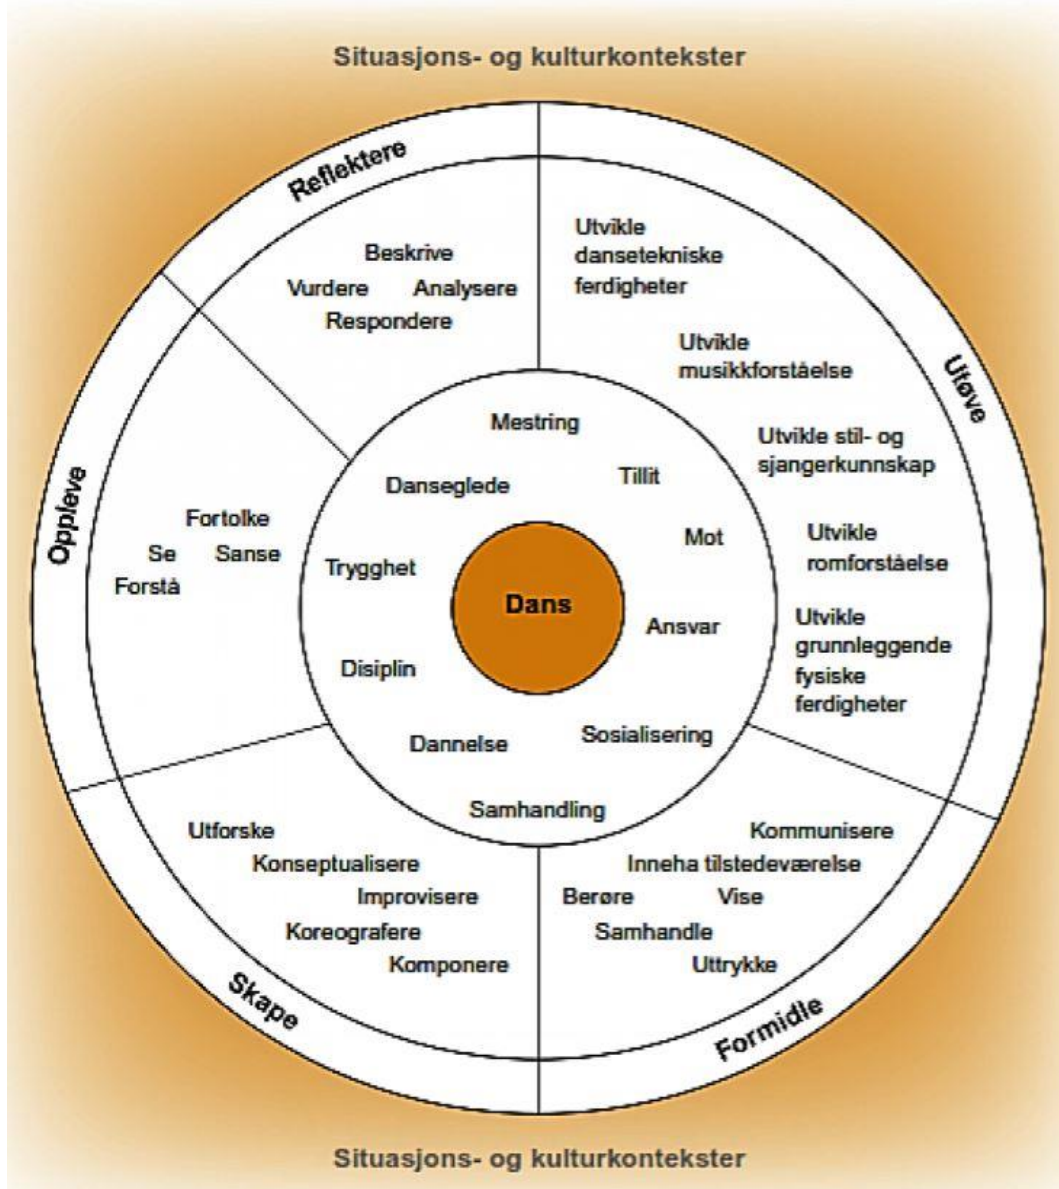 Situasjons- og kulturkontekster
Reflektere
Beskrive
Vurdere Analysere
Respondere
Utøve
Utvikle
dansetekniske
ferdigheter
Utvikle
musikkforståelse
Utvikle stil- og
sjangerkunnskap
Utvikle
romforståelse
Utvikle
grunnleggende
fysiske
ferdigheter
Oppleve
Fortolke
Se Sanse
Forstå
Mestring
Danseglede
Tillit
Mot
Trygghet
Dans
Ansvar
Disiplin
Dannelse
Sosialisering
Samhandling
Skape
Utforske
Konseptualisere
Improvisere
Koreografere
Komponere
Formidle
Kommunisere
Inneha tilstedeværelse
Berøre Vise
Samhandle
Uttrykke
Situasjons- og kulturkontekster